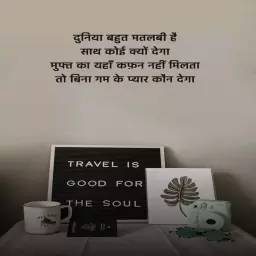 दुनिया बहुत मतलबी है
साथ कोई क्यों देगा
मुफ्त का यहाँ कफ़न नहीं मिलता
तो बिना गम के प्यार कौन देगा
TRAVEL IS
GOOD FOR
THE SOUL